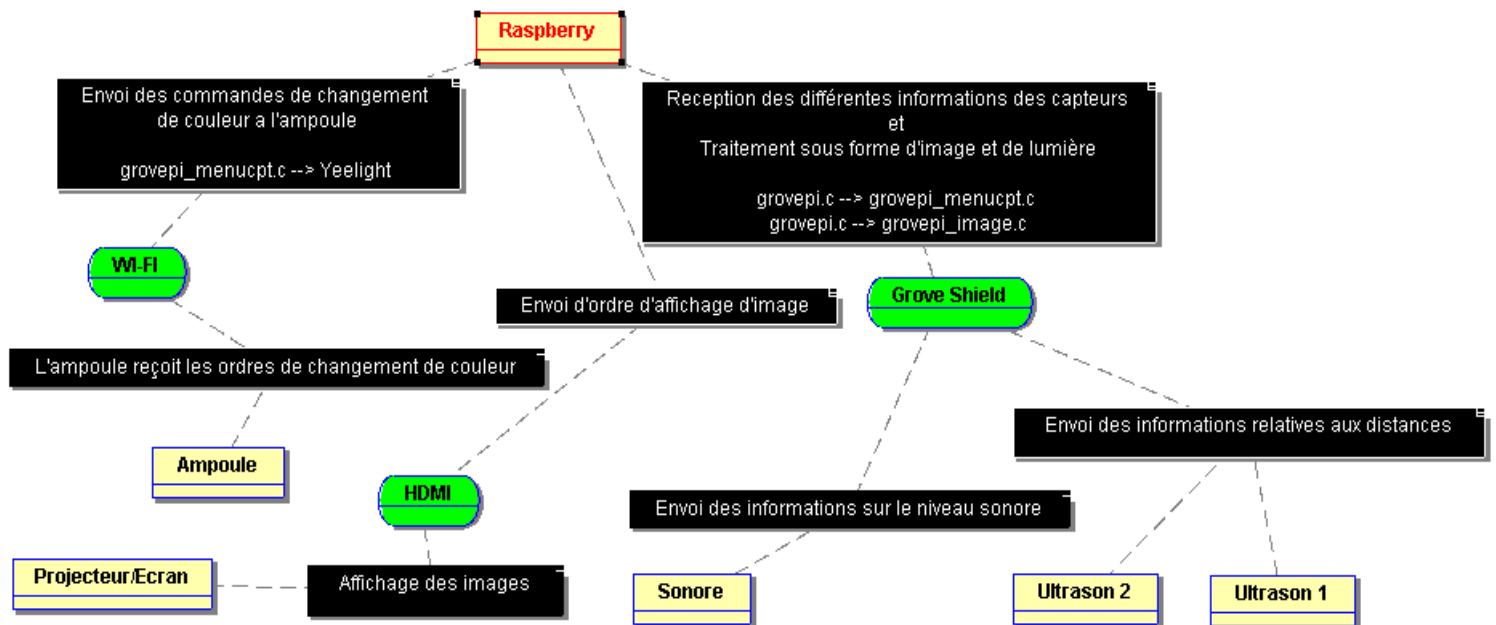 Raspberry
Envoi des commandes de changement
de couleur a l'ampoule
grovepi_menucpt.c --> Yeelight
Reception des différentes informations des capteurs
et
Traitement sous forme d'image et de lumière
grovepi.c --> grovepi_menucpt.c
grovepi.c --> grovepi_image.c
WI-FI
Envoi d'ordre d'affichage d'image
Grove Shield
L'ampoule reçoit les ordres de changement de couleur
Envoi des informations relatives aux distances
Ampoule
HDMI
Envoi des informations sur le niveau sonore
Projecteur/Ecran
Affichage des images
Sonore
Ultrason 2
Ultrason 1